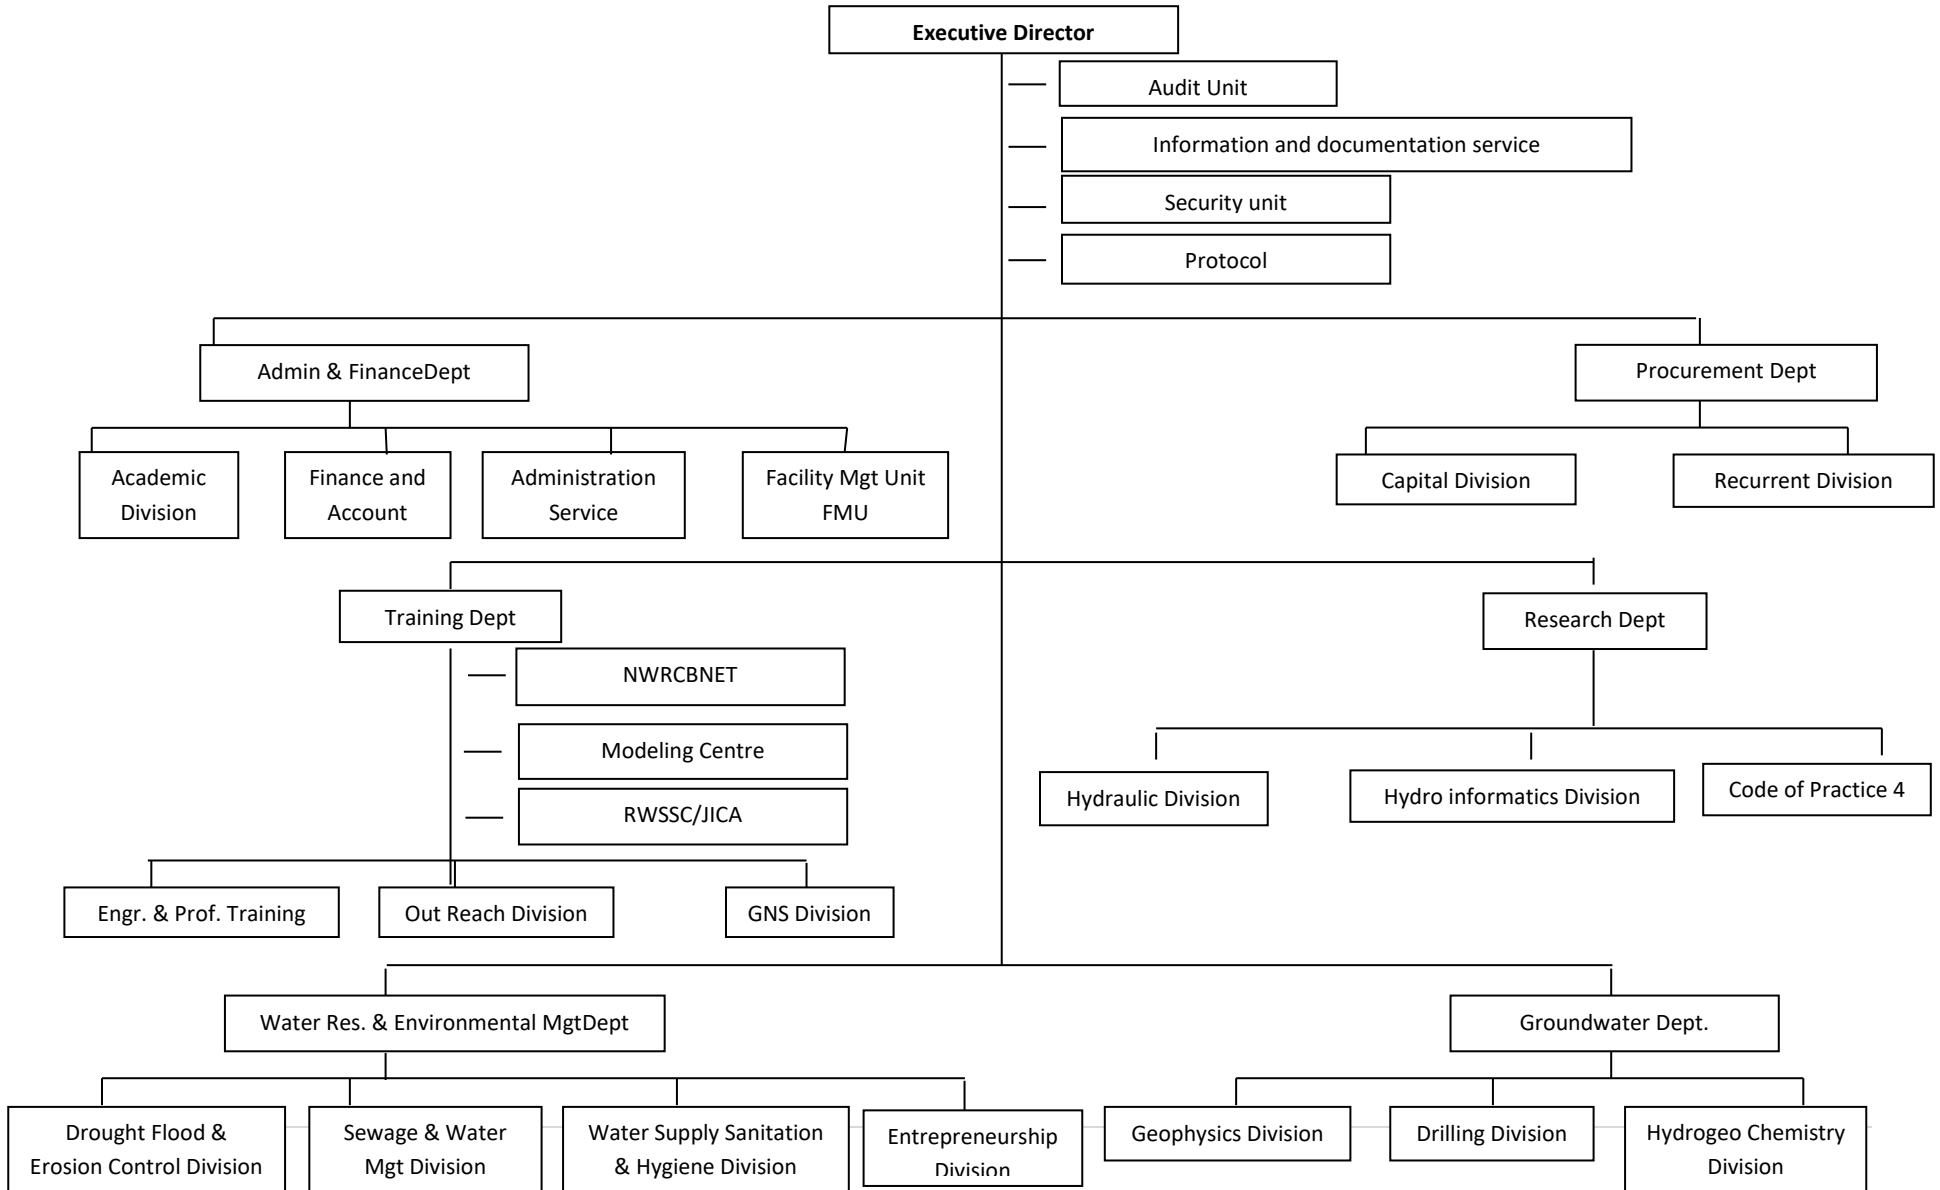 Executive Director
Audit Unit
Information and documentation service
Security unit
Protocol
Admin & FinanceDept
Procurement Dept
Academic
Division
Finance and
Account
Administration
Service
Facility Mgt Unit
FMU
Capital Division
Recurrent Division
Training Dept
Research Dept
NWRCBNET
Modeling Centre
RWSSC/JICA
Hydraulic Division
Hydro informatics Division
Code of Practice 4
Engr. & Prof. Training
Out Reach Division
GNS Division
Water Res. & Environmental MgtDept
Groundwater Dept.
Drought Flood &
Erosion Control Division
Sewage & Water
Mgt Division
Water Supply Sanitation
& Hygiene Division
Entrepreneurship
Division
Geophysics Division
Drilling Division
Hydrogeo Chemistry
Division